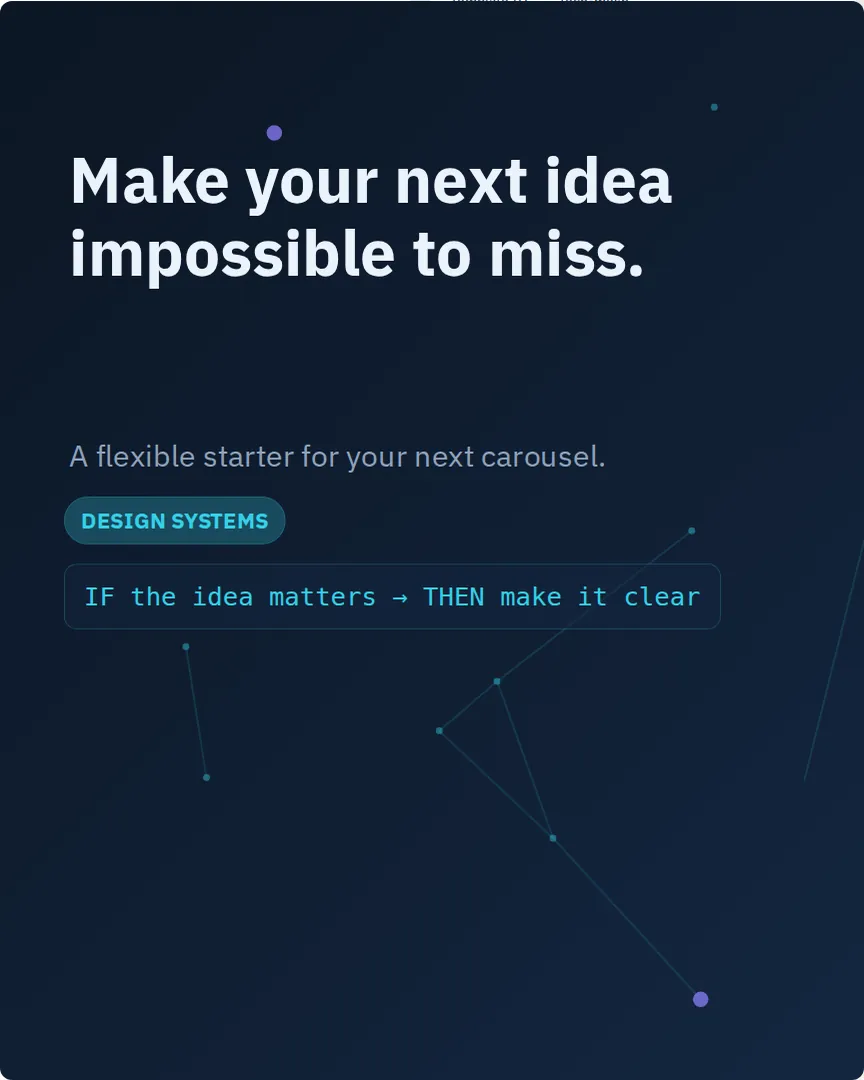 Make your next idea
impossible to miss.
A flexible starter for your next carousel.
DESIGN SYSTEMS
IF the idea matters → THEN make it clear